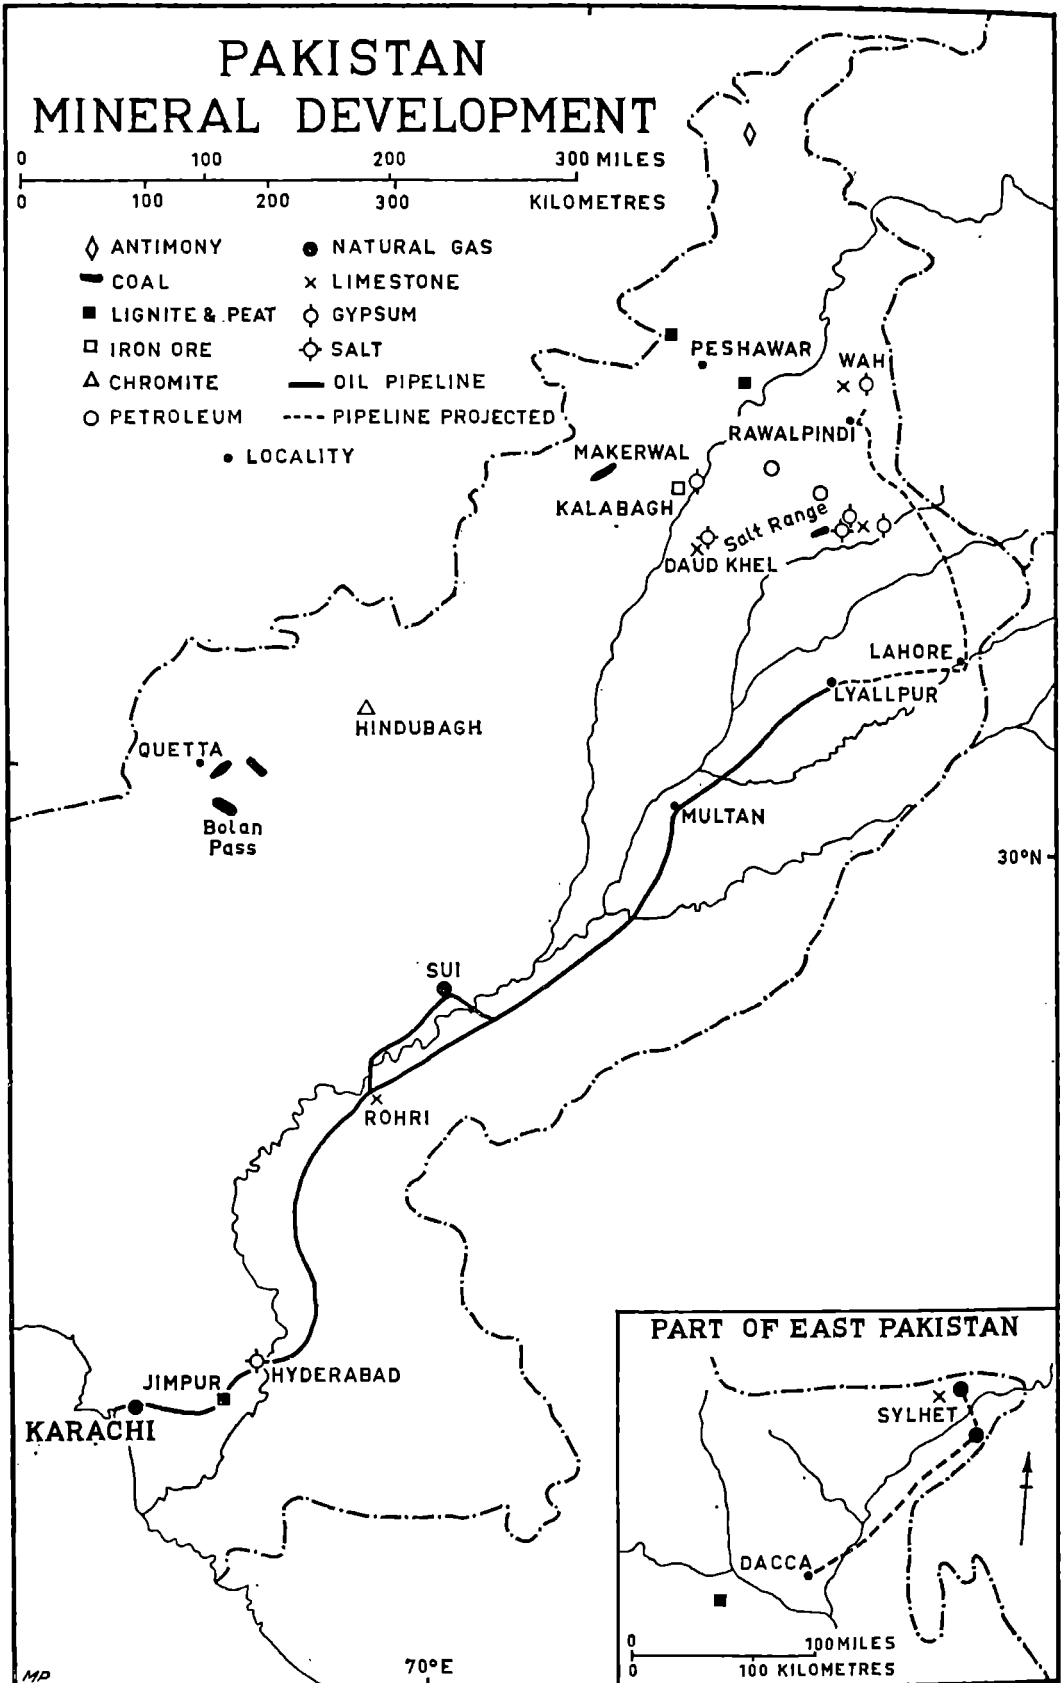 PAKISTAN
MINERAL DEVELOPMENT
0 100 200 300 MILES
0 100 200 300 KILOMETRES
ANTIMONY
COAL
LIGNITE & PEAT
IRON ORE
CHROMITE
PETROLEUM
NATURAL GAS
LIMESTONE
GYPSUM
SALT
OIL PIPELINE
PIPELINE PROJECTED
LOCALITY
PESHAWAR
WAH
RAWALPINDI
MAKERWAL
KALABAGH
Salt Range
DAUD KHEL
LAHORE
LYALLPUR
HINDUBAGH
QUETTA
Bolan
Pass
MULTAN
30°N
SUI
ROHRI
HYDERABAD
JIMPUR
KARACHI
70°E
MP
PART OF EAST PAKISTAN
SYLHET
DACCA
0 100 MILES
0 100 KILOMETRES